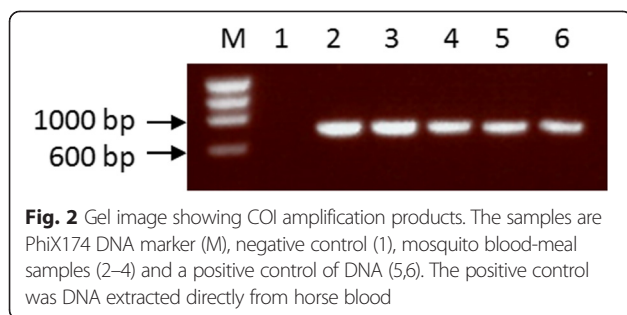 M 1 2 3 4 5 6
1000 bp
600 bp
Fig. 2 Gel image showing COI amplification products. The samples are
PhiX174 DNA marker (M), negative control (1), mosquito blood-meal
samples (2–4) and a positive control of DNA (5,6). The positive control
was DNA extracted directly from horse blood